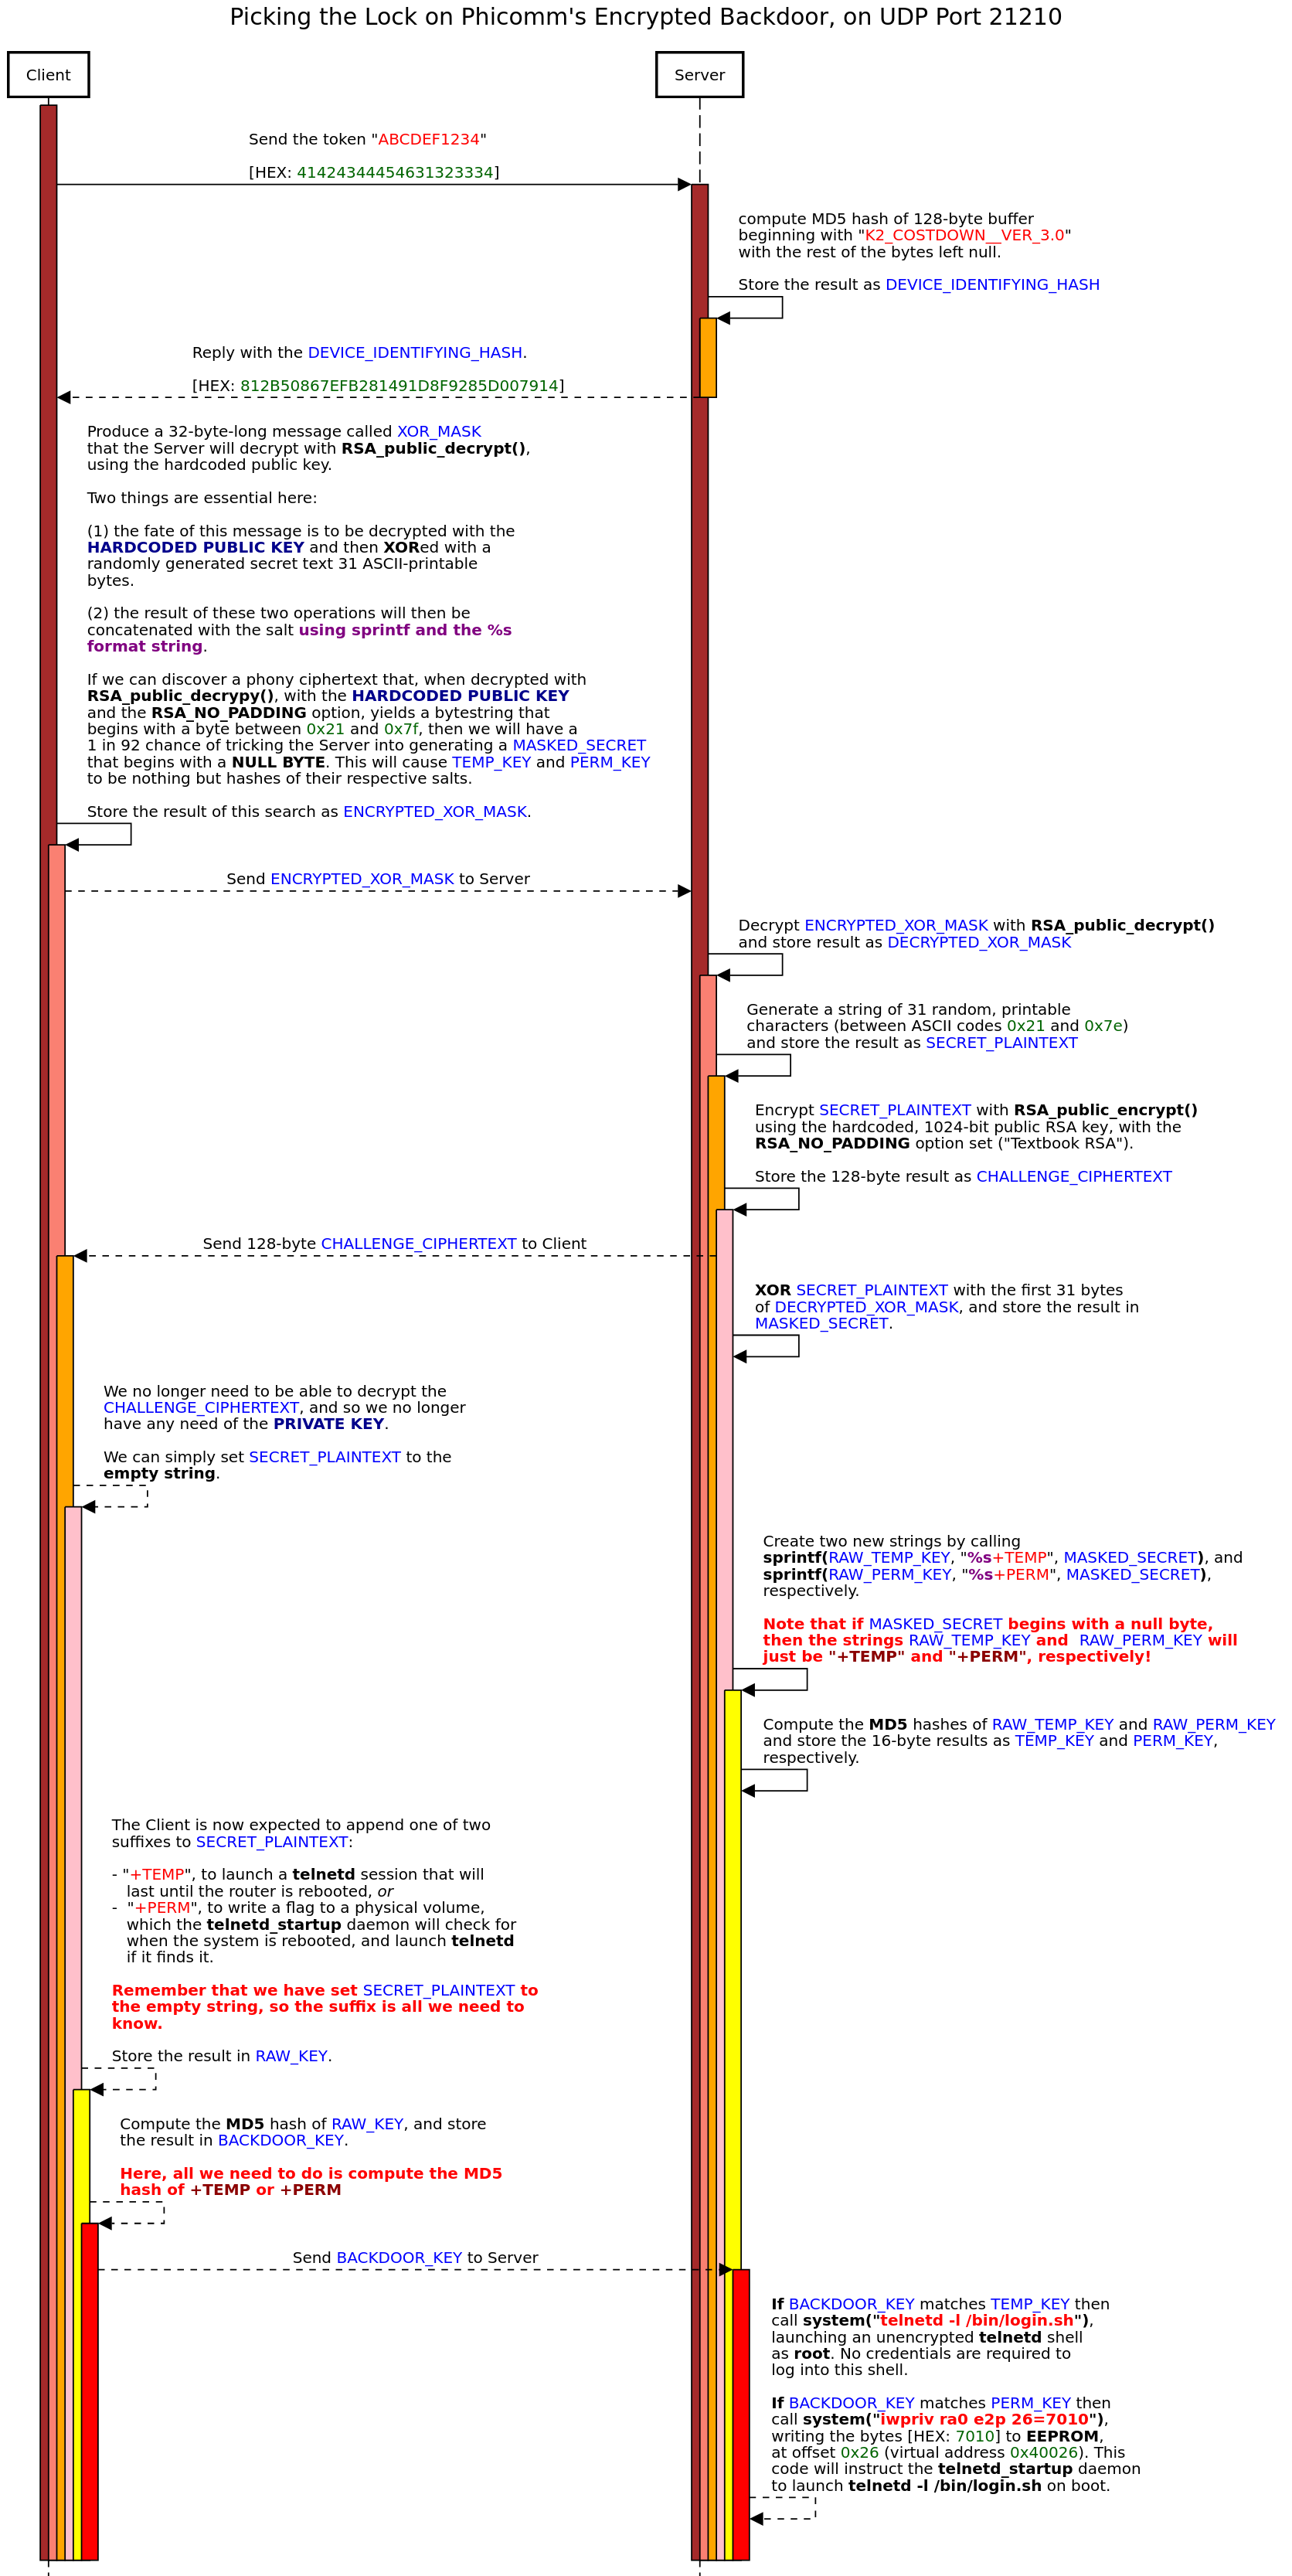 Picking the Lock on Phicomm's Encrypted Backdoor, on UDP Port 21210
Client
Server
Send the token "ABCDEF1234"
[HEX: 41424344454631323334]
compute MD5 hash of 128-byte buffer
beginning with "K2_COSTDOWN__VER_3.0"
with the rest of the bytes left null.
Store the result as DEVICE_IDENTIFYING_HASH
Reply with the DEVICE_IDENTIFYING_HASH.
[HEX: 812B50867EFB281491D8F9285D007914]
Produce a 32-byte-long message called XOR_MASK
that the Server will decrypt with RSA_public_decrypt(),
using the hardcoded public key.
Two things are essential here:
(1) the fate of this message is to be decrypted with the
HARDCODED PUBLIC KEY and then XORed with a
randomly generated secret text 31 ASCII-printable
bytes.
(2) the result of these two operations will then be
concatenated with the salt using sprintf and the %s
format string.
If we can discover a phony ciphertext that, when decrypted with
RSA_public_decrypy(), with the HARDCODED PUBLIC KEY
and the RSA_NO_PADDING option, yields a bytestring that
begins with a byte between 0x21 and 0x7f, then we will have a
1 in 92 chance of tricking the Server into generating a MASKED_SECRET
that begins with a NULL BYTE. This will cause TEMP_KEY and PERM_KEY
to be nothing but hashes of their respective salts.
Store the result of this search as ENCRYPTED_XOR_MASK.
Send ENCRYPTED_XOR_MASK to Server
Decrypt ENCRYPTED_XOR_MASK with RSA_public_decrypt()
and store result as DECRYPTED_XOR_MASK
Generate a string of 31 random, printable
characters (between ASCII codes 0x21 and 0x7e)
and store the result as SECRET_PLAINTEXT
Encrypt SECRET_PLAINTEXT with RSA_public_encrypt()
using the hardcoded, 1024-bit public RSA key, with the
RSA_NO_PADDING option set ("Textbook RSA").
Store the 128-byte result as CHALLENGE_CIPHERTEXT
Send 128-byte CHALLENGE_CIPHERTEXT to Client
XOR SECRET_PLAINTEXT with the first 31 bytes
of DECRYPTED_XOR_MASK, and store the result in
MASKED_SECRET.
We no longer need to be able to decrypt the
CHALLENGE_CIPHERTEXT, and so we no longer
have any need of the PRIVATE KEY.
We can simply set SECRET_PLAINTEXT to the
empty string.
Create two new strings by calling
sprintf(RAW_TEMP_KEY, "%s+TEMP", MASKED_SECRET), and
sprintf(RAW_PERM_KEY, "%s+PERM", MASKED_SECRET),
respectively.
Note that if MASKED_SECRET begins with a null byte,
then the strings RAW_TEMP_KEY and  RAW_PERM_KEY will
just be "+TEMP" and "+PERM", respectively!
Compute the MD5 hashes of RAW_TEMP_KEY and RAW_PERM_KEY
and store the 16-byte results as TEMP_KEY and PERM_KEY,
respectively.
The Client is now expected to append one of two
suffixes to SECRET_PLAINTEXT:
- "+TEMP", to launch a telnetd session that will
last until the router is rebooted, or
-  "+PERM", to write a flag to a physical volume,
which the telnetd_startup daemon will check for
when the system is rebooted, and launch telnetd
if it finds it.
Remember that we have set SECRET_PLAINTEXT to
the empty string, so the suffix is all we need to
know.
Store the result in RAW_KEY.
Compute the MD5 hash of RAW_KEY, and store
the result in BACKDOOR_KEY.
Here, all we need to do is compute the MD5
hash of +TEMP or +PERM
Send BACKDOOR_KEY to Server
If BACKDOOR_KEY matches TEMP_KEY then
call system("telnetd -l /bin/login.sh"),
launching an unencrypted telnetd shell
as root. No credentials are required to
log into this shell.
If BACKDOOR_KEY matches PERM_KEY then
call system("iwpriv ra0 e2p 26=7010"),
writing the bytes [HEX: 7010] to EEPROM,
at offset 0x26 (virtual address 0x40026). This
code will instruct the telnetd_startup daemon
to launch telnetd -l /bin/login.sh on boot.